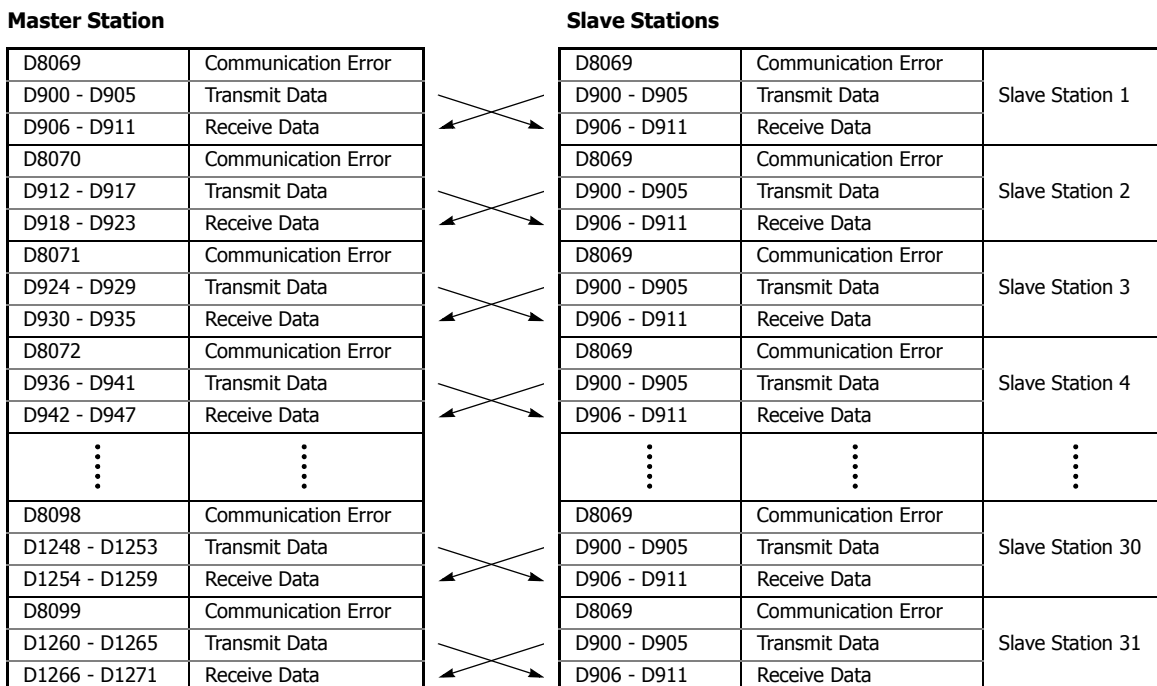 Master Station Slave Stations
D8069 Communication Error D8069 Communication Error
D900 - D905 Transmit Data D900 - D905 Transmit Data Slave Station 1
D906 - D911 Receive Data D906 - D911 Receive Data
D8070 Communication Error D8069 Communication Error
D912 - D917 Transmit Data D900 - D905 Transmit Data Slave Station 2
D918 - D923 Receive Data D906 - D911 Receive Data
D8071 Communication Error D8069 Communication Error
D924 - D929 Transmit Data D900 - D905 Transmit Data Slave Station 3
D930 - D935 Receive Data D906 - D911 Receive Data
D8072 Communication Error D8069 Communication Error
D936 - D941 Transmit Data D900 - D905 Transmit Data Slave Station 4
D942 - D947 Receive Data D906 - D911 Receive Data
D8098 Communication Error D8069 Communication Error
D1248 - D1253 Transmit Data D900 - D905 Transmit Data Slave Station 30
D1254 - D1259 Receive Data D906 - D911 Receive Data
D8099 Communication Error D8069 Communication Error
D1260 - D1265 Transmit Data D900 - D905 Transmit Data Slave Station 31
D1266 - D1271 Receive Data D906 - D911 Receive Data